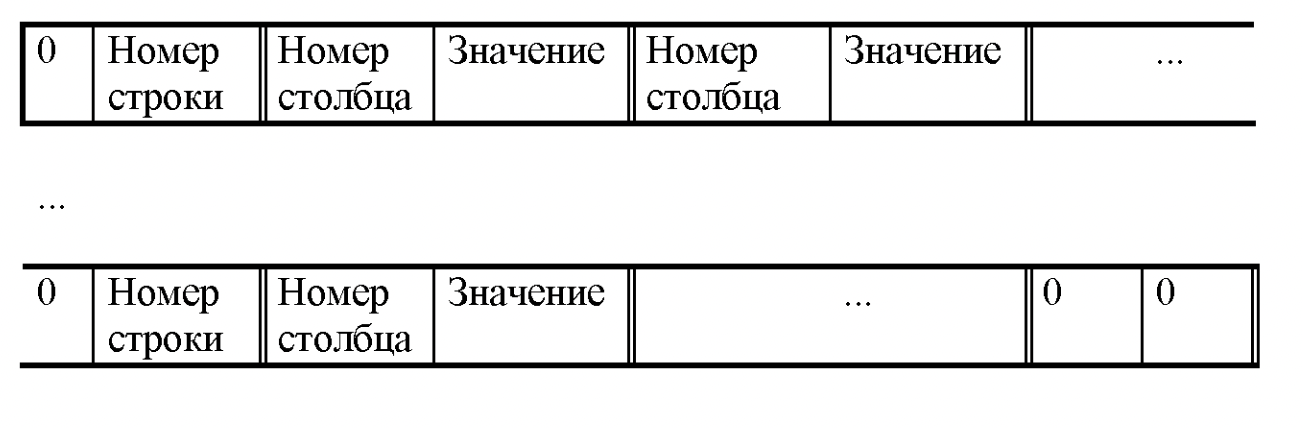 0 Номер Номер Значение Номер Значение ...
строки столбца столбца
...
0 Номер Номер Значение ... 0 0
строки столбца